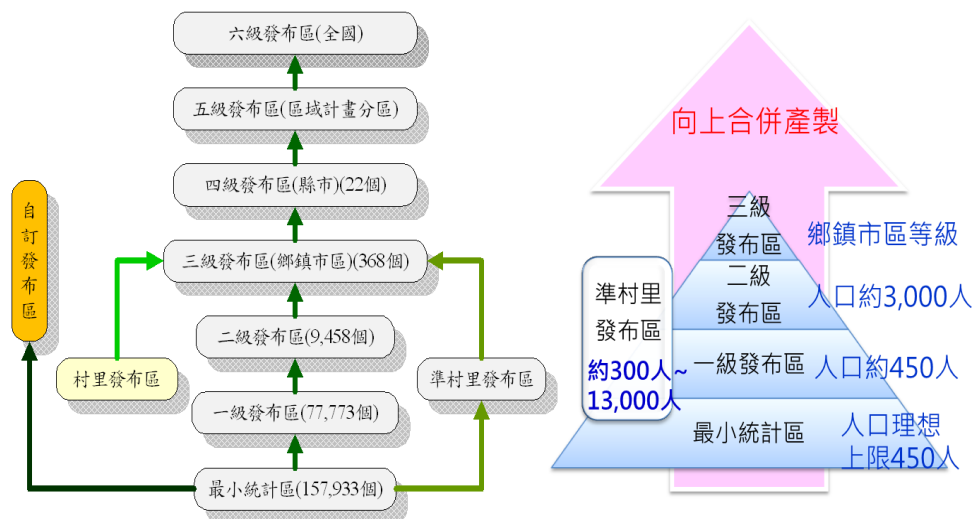 六級發布區(全國)
五級發布區(區域計畫分區)
四級發布區(縣市)(22個)
自訂發布區
三級發布區(鄉鎮市區)(368個)
二級發布區(9,458個)
村里發布區
準村里發布區
一級發布區(77,773個)
最小統計區(157,933個)
向上合併產製
三級
發布區
鄉鎮市區等級
二級
發布區
人口約3,000人
準村里
發布區
約300人~
13,000人
一級發布區
人口約450人
最小統計區
人口理想
上限450人